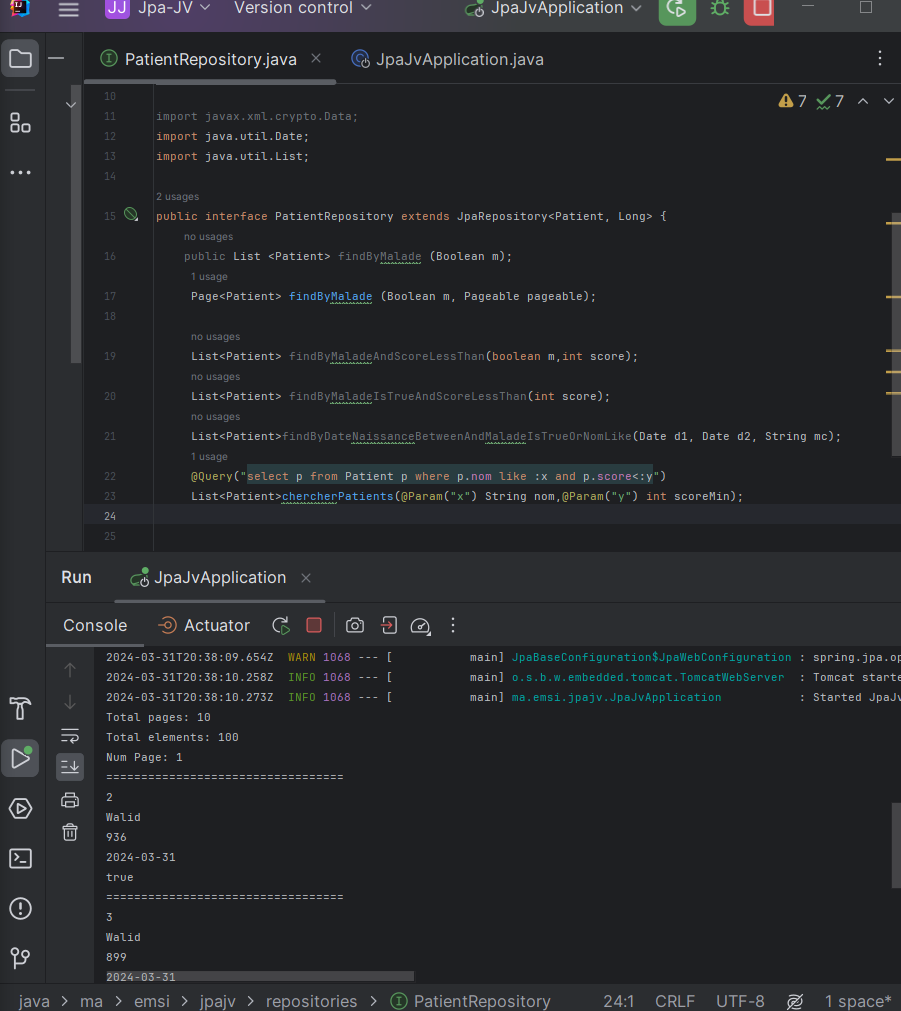 JJ Jpa-JV Version control JpaJvApplication
PatientRepository.java JpaJvApplication.java
7 7
10
11 import javax.xml.crypto.Data;
12 import java.util.Date;
13 import java.util.List;
14
2 usages
15 public interface PatientRepository extends JpaRepository<Patient, Long> {
no usages
16 public List <Patient> findByMalade (Boolean m);
1 usage
17 Page<Patient> findByMalade (Boolean m, Pageable pageable);
18
no usages
19 List<Patient> findByMaladeAndScoreLessThan(boolean m,int score);
no usages
20 List<Patient> findByMaladeIsTrueAndScoreLessThan(int score);
no usages
21 List<Patient>findByDateNaissanceBetweenAndMaladeIsTrueOrNomLike(Date d1, Date d2, String mc);
1 usage
22 @Query("select p from Patient p where p.nom like :x and p.score<:y")
23 List<Patient>chercherPatients(@Param("x") String nom,@Param("y") int scoreMin);
24
25
Run JpaJvApplication
Console Actuator
2024-03-31T20:38:09.654Z WARN 1068 --- [ main] JpaBaseConfiguration$JpaWebConfiguration : spring.jpa.op
2024-03-31T20:38:10.258Z INFO 1068 --- [ main] o.s.b.w.embedded.tomcat.TomcatWebServer : Tomcat starte
2024-03-31T20:38:10.273Z INFO 1068 --- [ main] ma.emsi.jpajv.JpaJvApplication : Started JpaJv
Total pages: 10
Total elements: 100
Num Page: 1
==================================
2
Walid
936
2024-03-31
true
==================================
3
Walid
899
2024-03-31
java > ma > emsi > jpajv > repositories > PatientRepository 24:1 CRLF UTF-8 1 space*